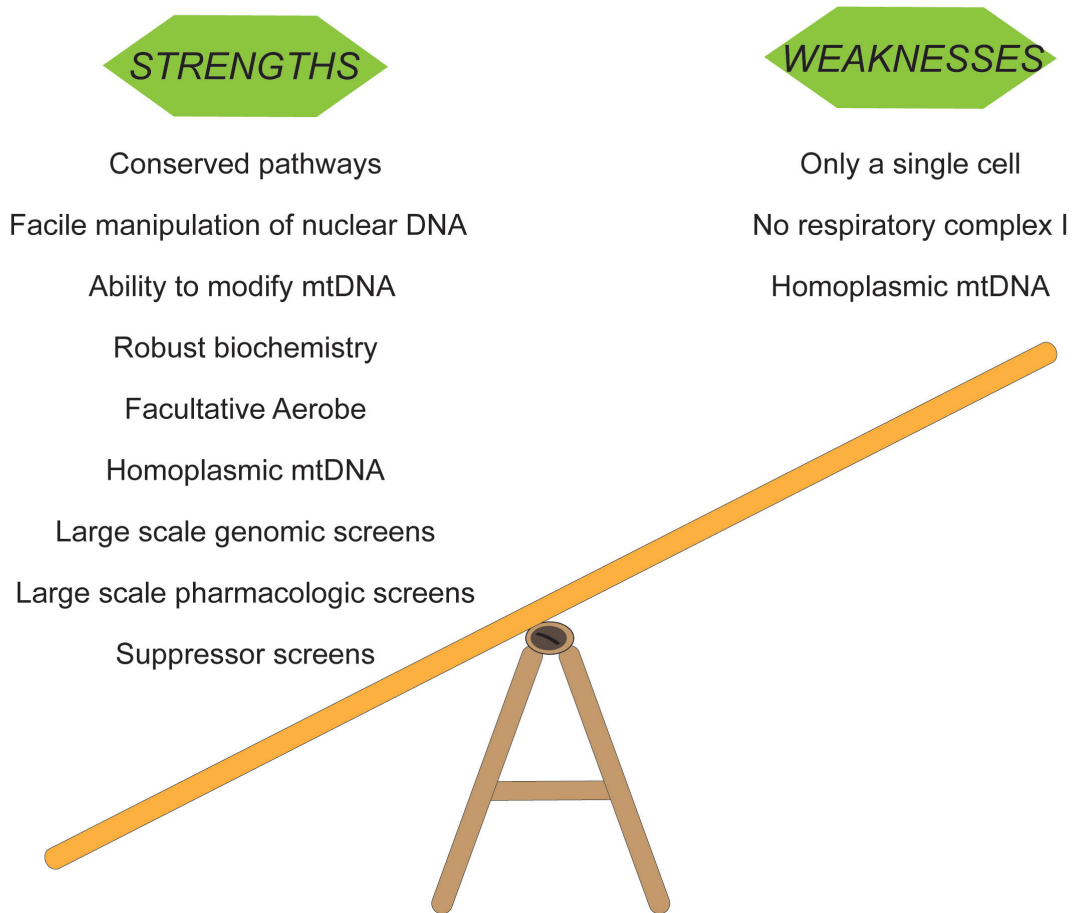 STRENGTHS
Conserved pathways
Facile manipulation of nuclear DNA
Ability to modify mtDNA
Robust biochemistry
Facultative Aerobe
Homoplasmic mtDNA
Large scale genomic screens
Large scale pharmacologic screens
Suppressor screens
WEAKNESSES
Only a single cell
No respiratory complex I
Homoplasmic mtDNA